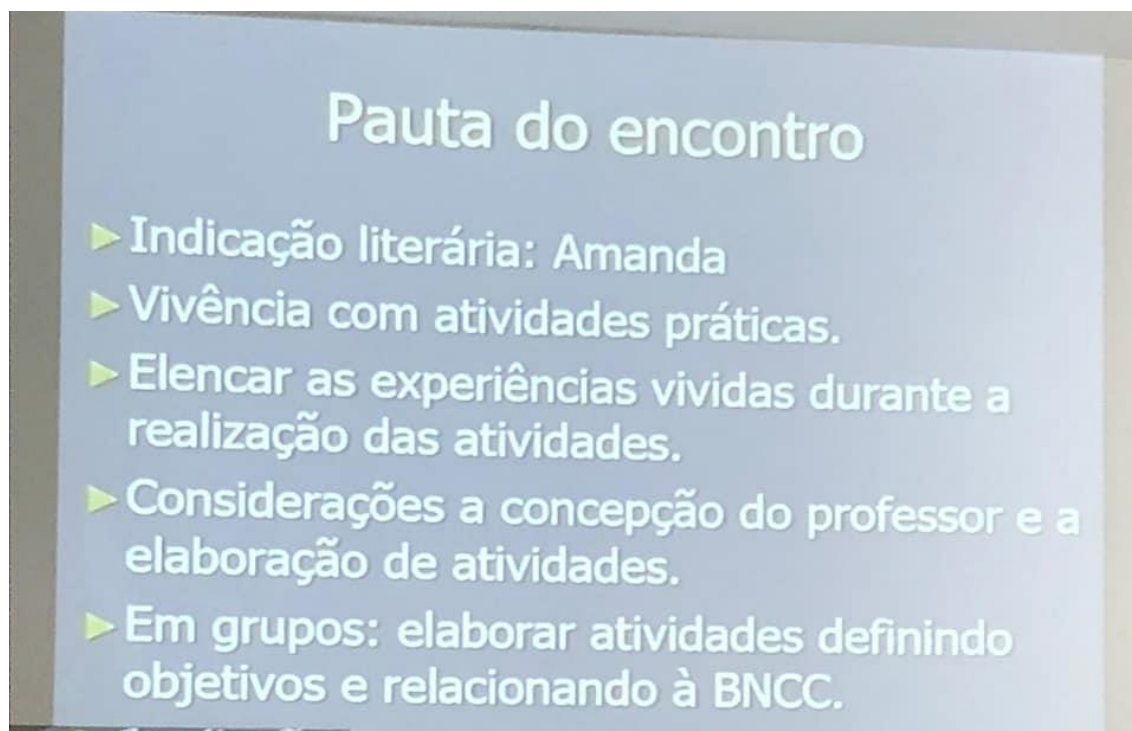 Pauta do encontro
Indicação literária: Amanda
Vivência com atividades práticas.
Elencar as experiências vividas durante a
realização das atividades.
Considerações a concepção do professor e a
elaboração de atividades.
Em grupos: elaborar atividades definindo
objetivos e relacionando à BNCC.